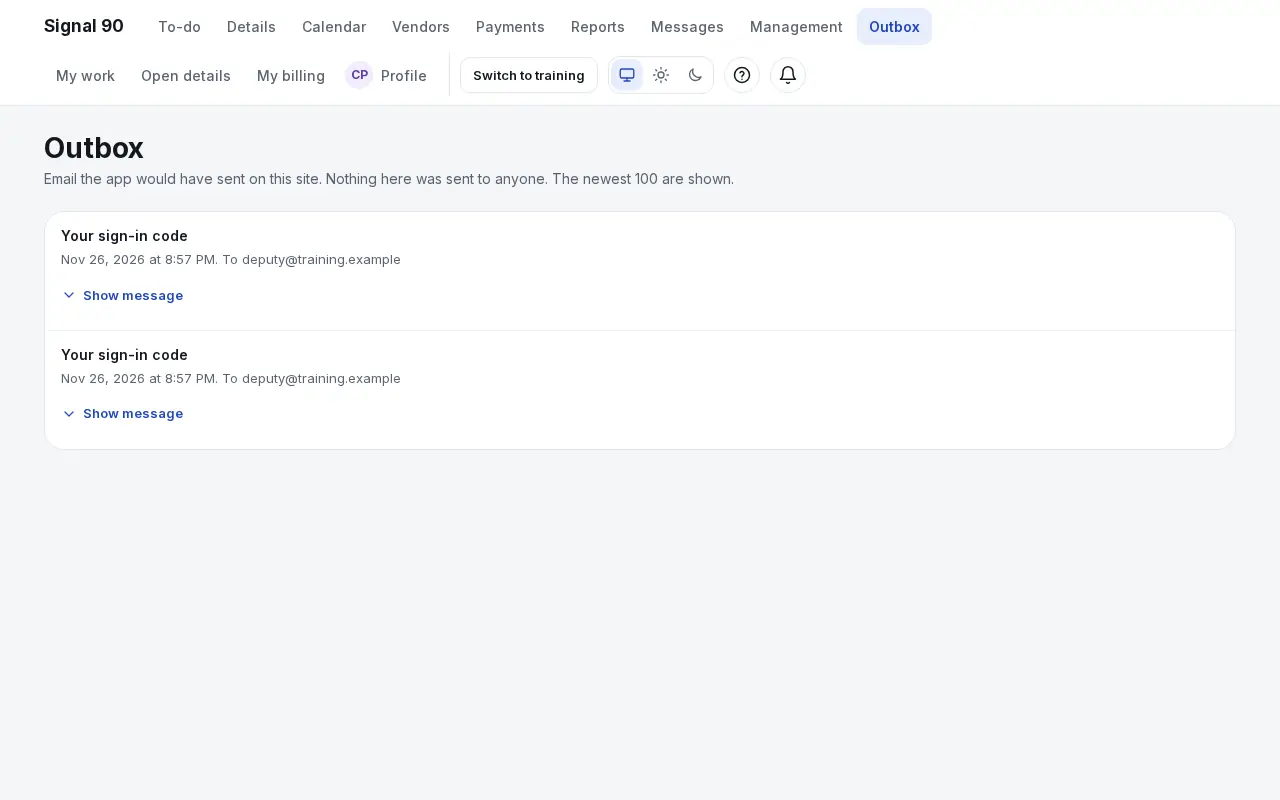 Signal 90 To-do Details Calendar Vendors Payments Reports Messages Management Outbox
My work Open details My billing CP Profile Switch to training
Outbox
Email the app would have sent on this site. Nothing here was sent to anyone. The newest 100 are shown.
Your sign-in code
Nov 26, 2026 at 8:57 PM. To deputy@training.example
Show message
Your sign-in code
Nov 26, 2026 at 8:57 PM. To deputy@training.example
Show message